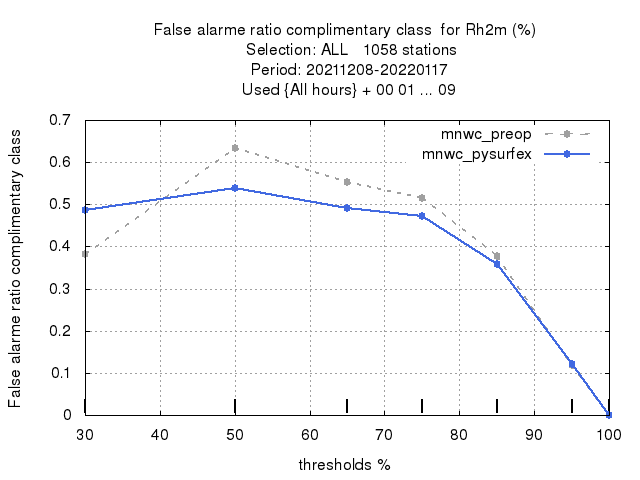 False alarme ratio complimentary class  for Rh2m (%)
Selection: ALL   1058 stations
Period: 20211208-20220117
Used {All hours} + 00 01 ... 09
mnwc_preop
mnwc_pysurfex
False alarme ratio complimentary class
0.7
0.6
0.5
0.4
0.3
0.2
0.1
0
30 40 50 60 70 80 90 100
thresholds %